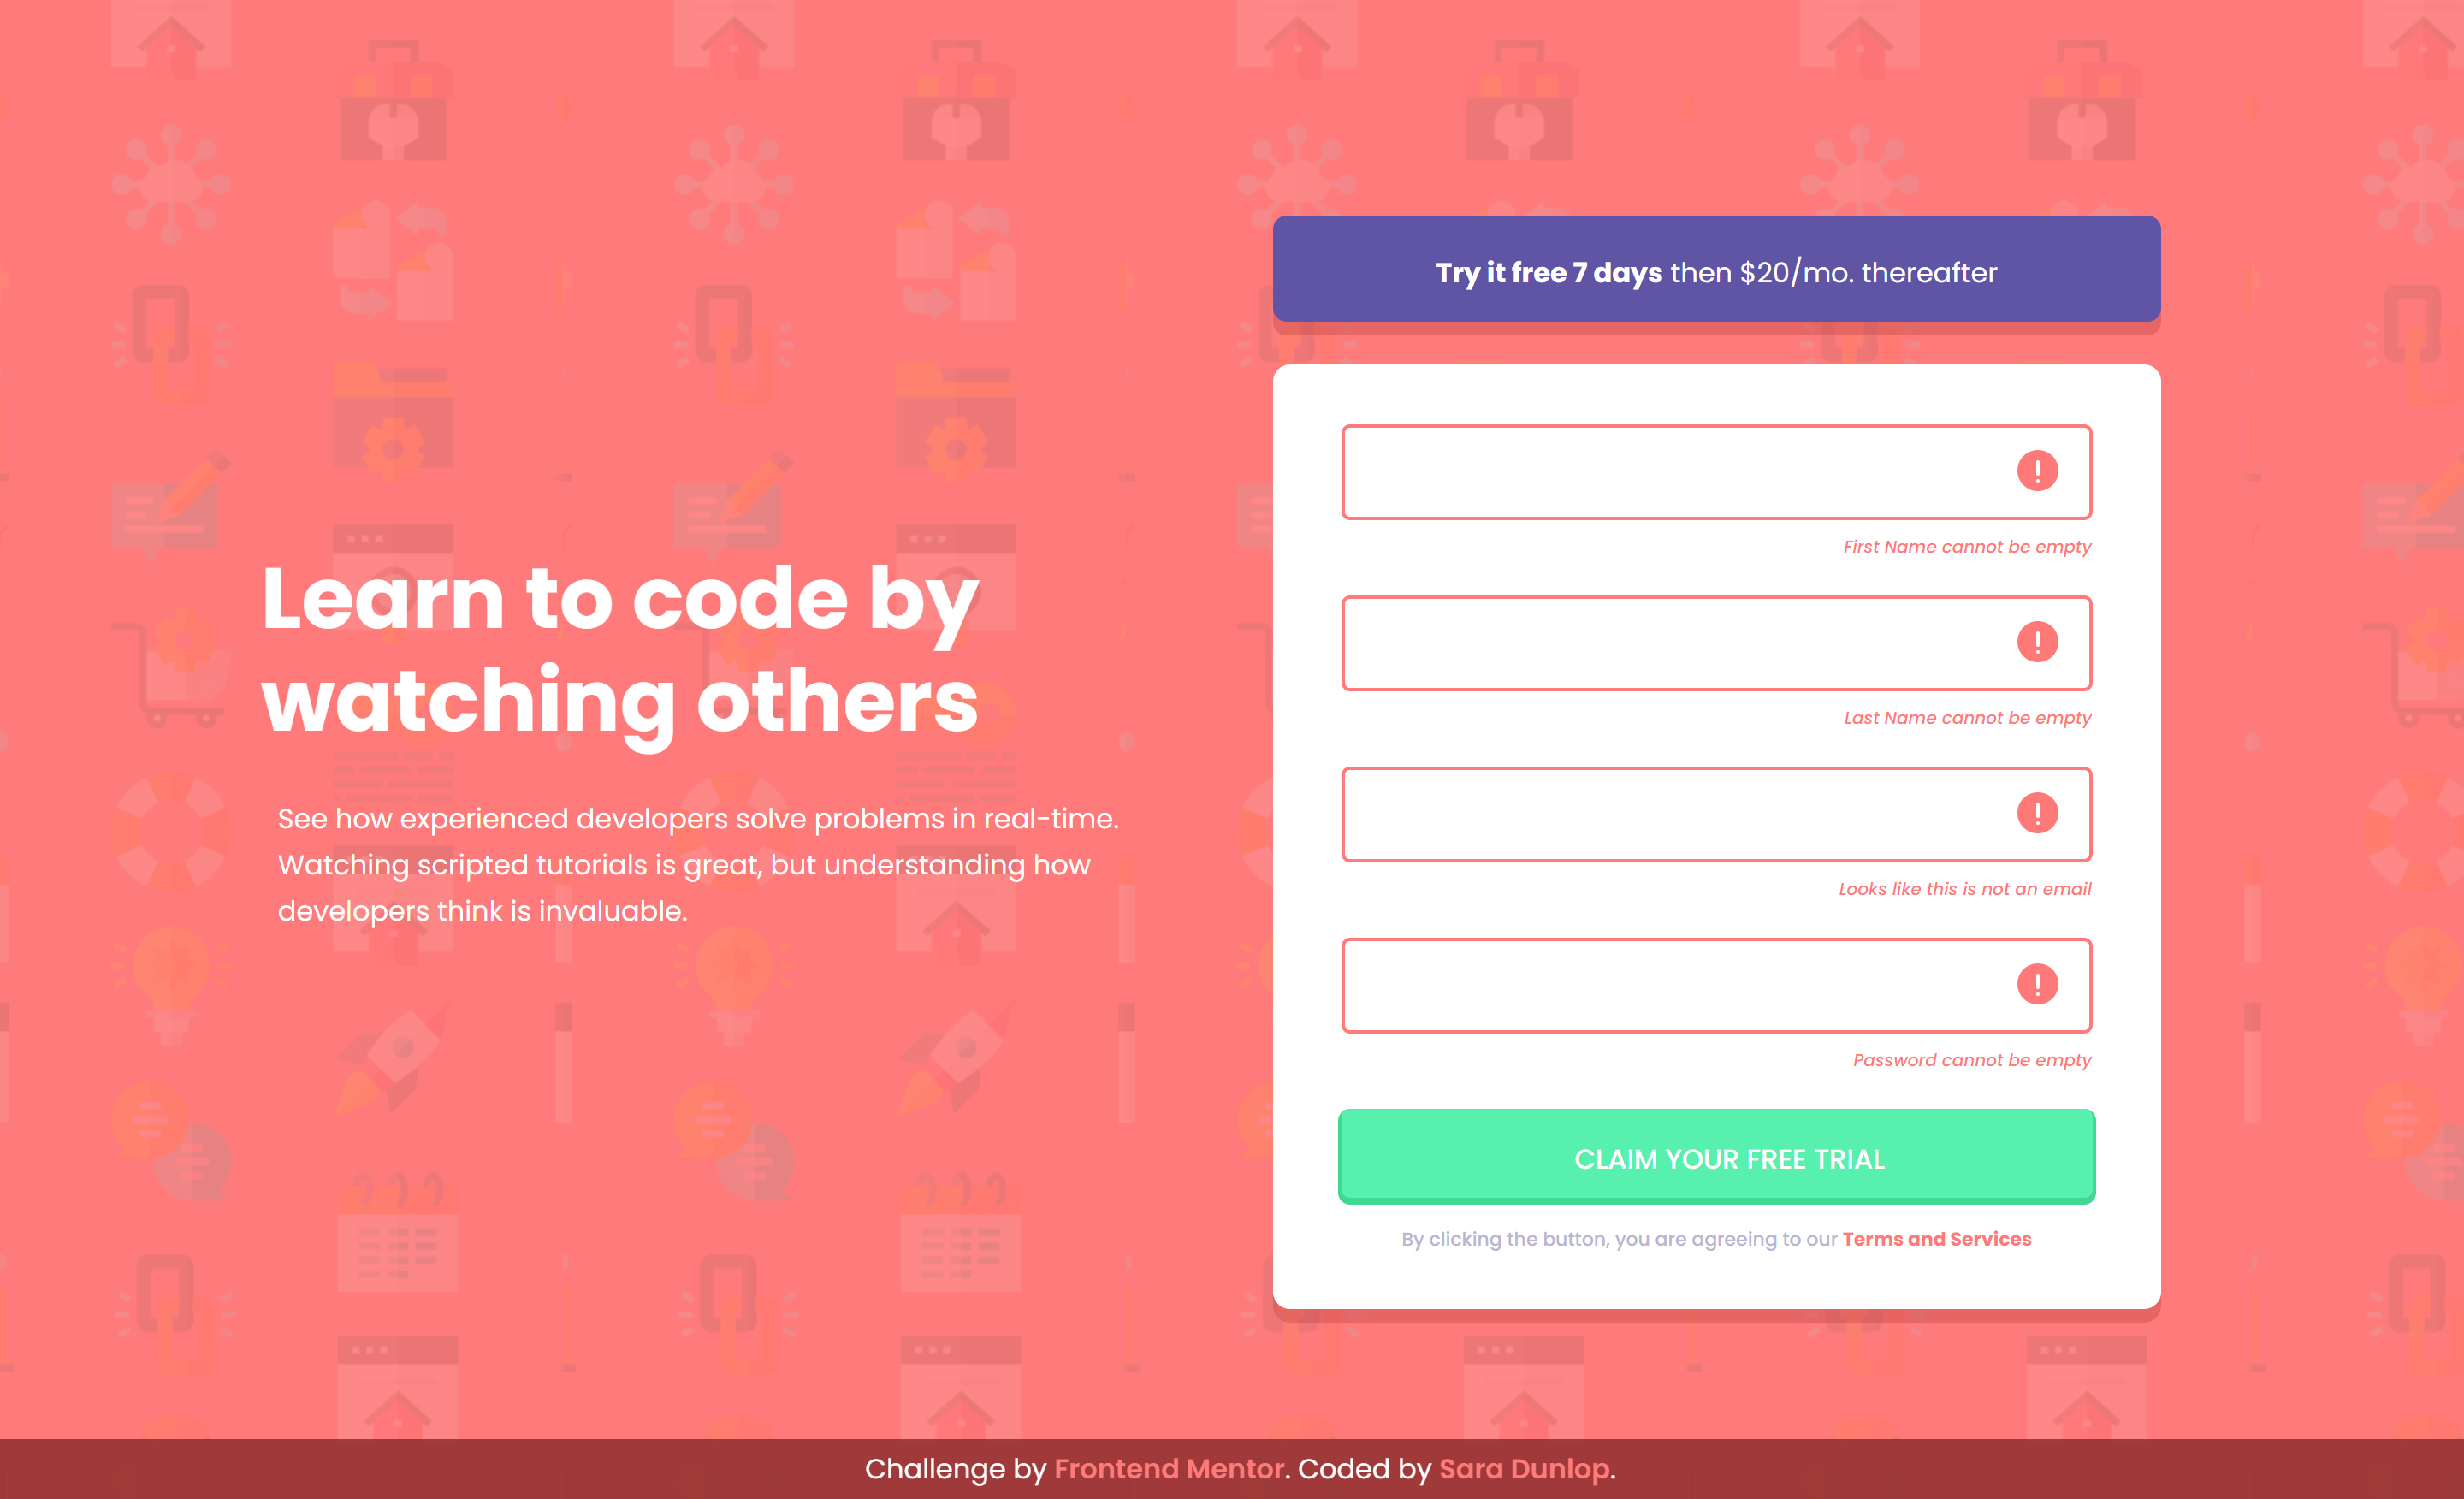 Learn to code by
watching others
See how experienced developers solve problems in real-time.
Watching scripted tutorials is great, but understanding how
developers think is invaluable.
Try it free 7 days then $20/mo. thereafter
First Name cannot be empty
Last Name cannot be empty
Looks like this is not an email
Password cannot be empty
CLAIM YOUR FREE TRIAL
By clicking the button, you are agreeing to our Terms and Services
Challenge by Frontend Mentor. Coded by Sara Dunlop.